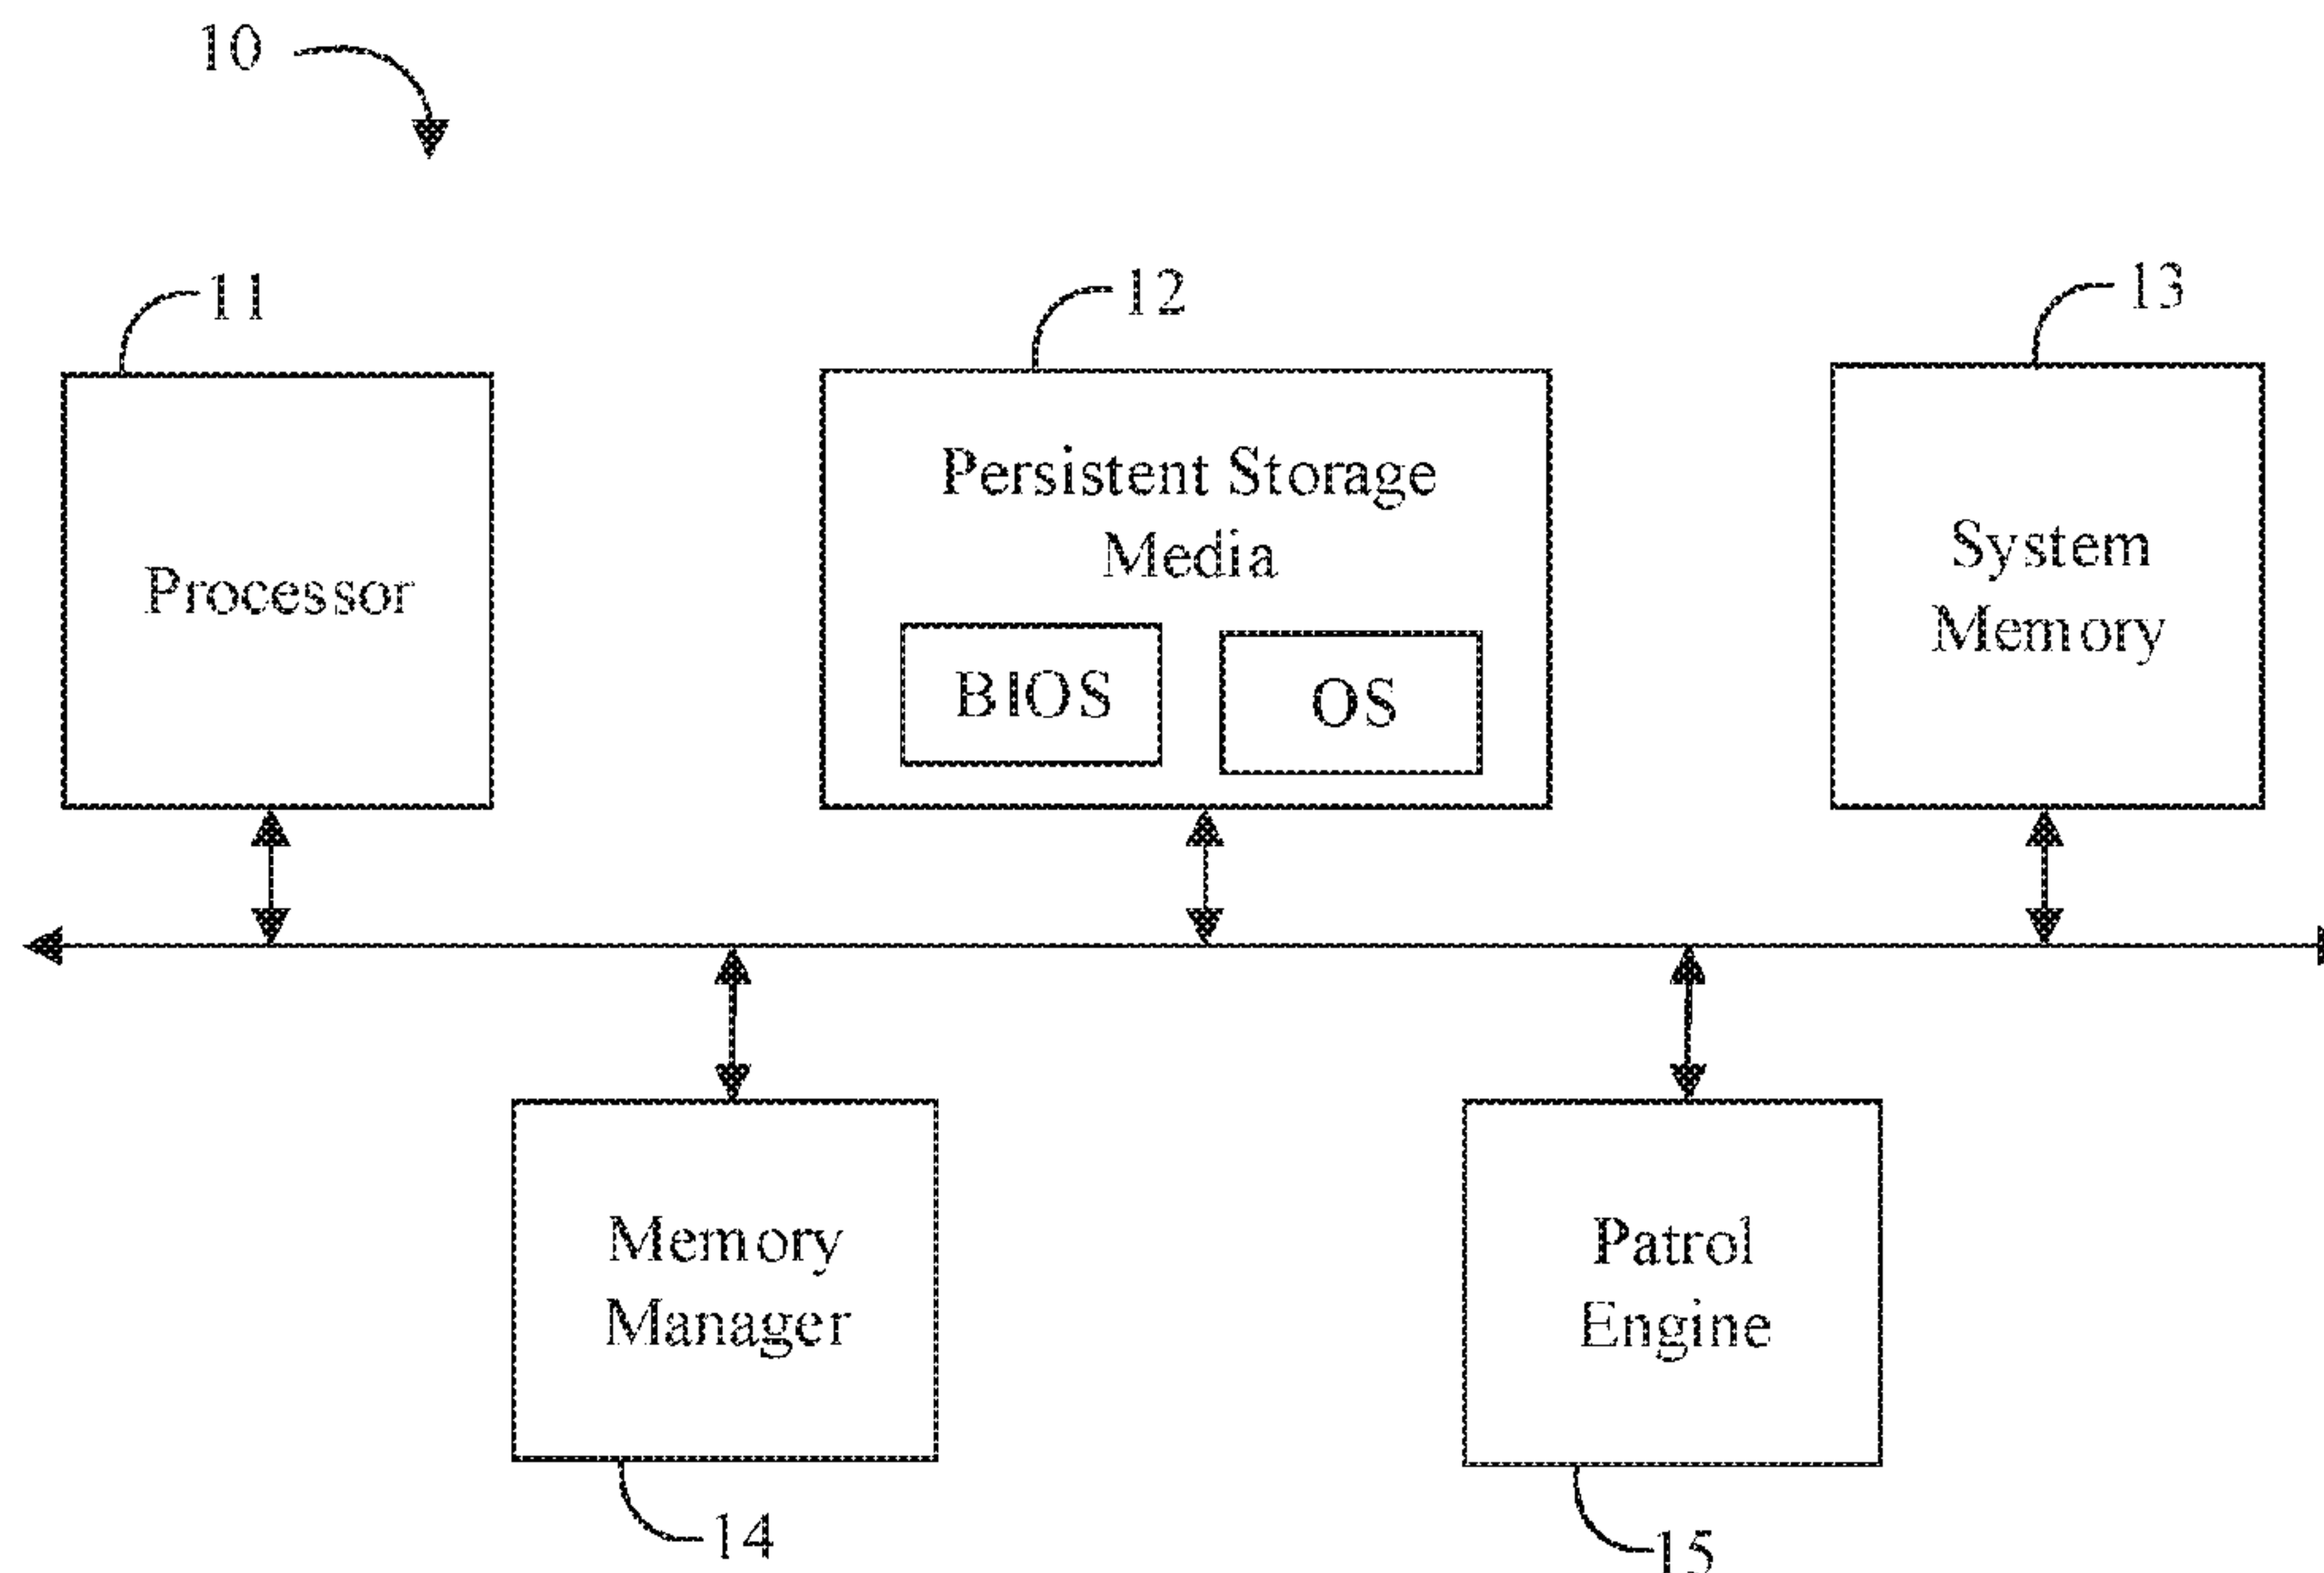 10
11
12
13
Processor
Persistent Storage
Media
BIOS
OS
System
Memory
Memory
Manager
Patrol
Engine
14
15